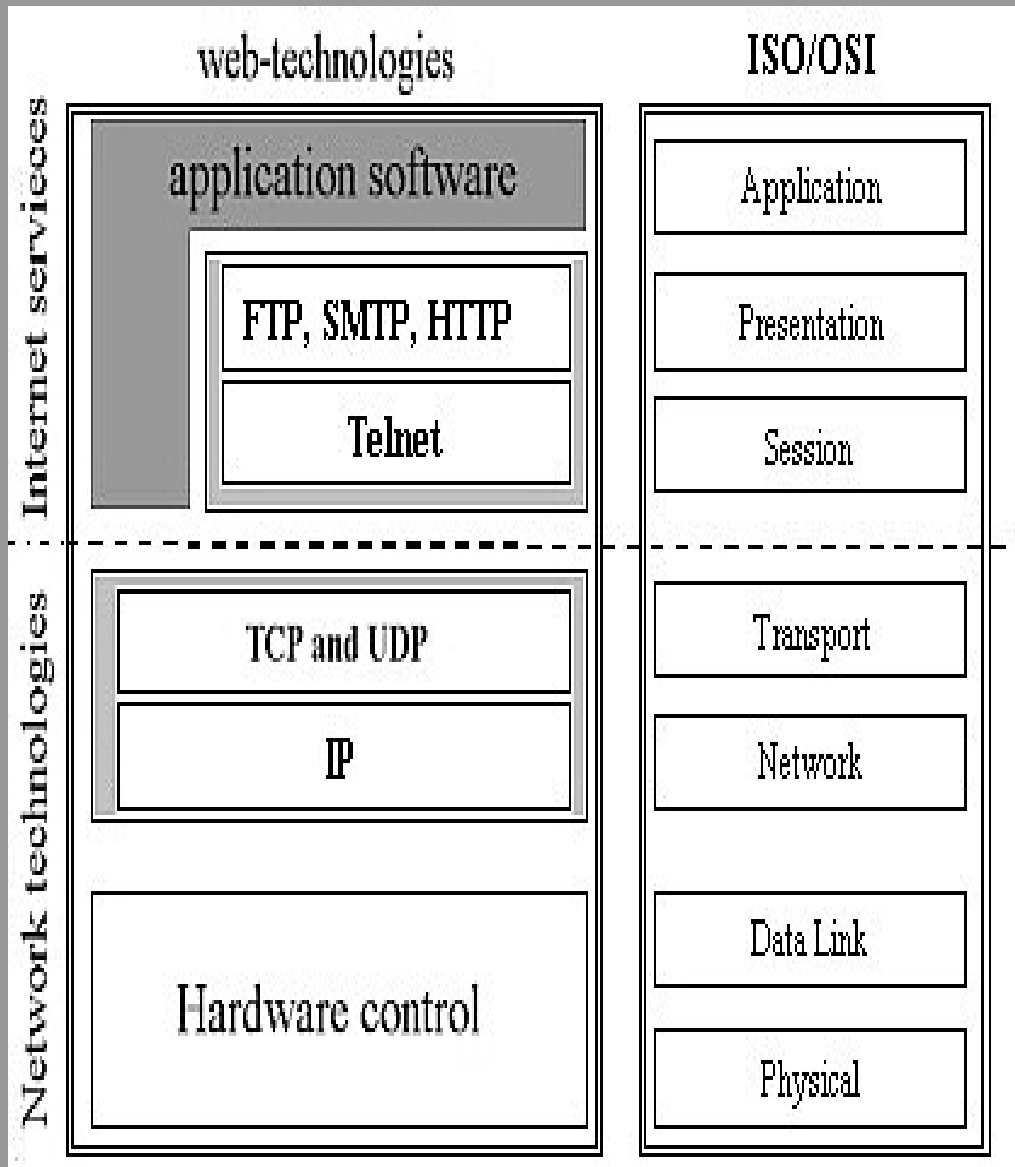 web-technologies
ISO/OSI
Internet servieces
application software
FTP, SMTP, HTTP
Telnet
Application
Presentation
Session
Network technologies
TCP and UDP
IP
Hardware control
Transport
Network
Data Link
Physical